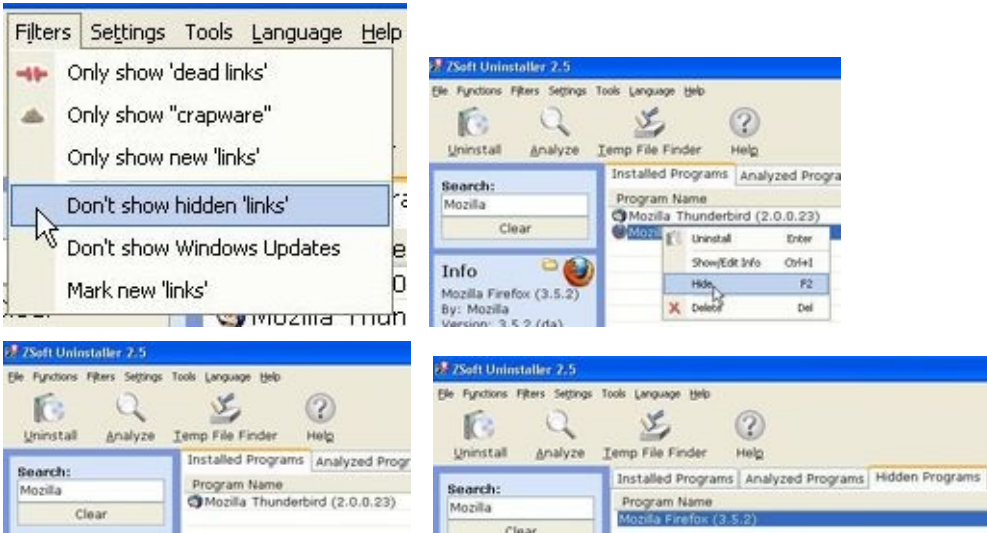 Filters Settings Tools Language Help
Only show 'dead links'
Only show "crapware"
Only show new 'links'
Don't show hidden 'links'
Don't show Windows Updates
Mark new 'links'
ZSoft Uninstaller 2.5
File Functions Filters Settings Tools Language Help
Uninstall Analyze Temp File Finder Help
Search:
Mozilla
Clear
Info
Mozilla Firefox (3.5.2)
By: Mozilla
Version: 3.5.2 (da)
Installed Programs Analyzed Progra
Program Name
Mozilla Thunderbird (2.0.0.23)
Mozil
Uninstall Enter
Show/Edit Info Ctrl+I
Hide F2
Delete Del
ZSoft Uninstaller 2.5
File Functions Filters Settings Tools Language Help
Uninstall Analyze Temp File Finder Help
Search:
Mozilla
Clear
Installed Programs Analyzed Progr
Program Name
Mozilla Thunderbird (2.0.0.23)
ZSoft Uninstaller 2.5
File Functions Filters Settings Tools Language Help
Uninstall Analyze Temp File Finder Help
Search:
Mozilla
Clear
Installed Programs Analyzed Programs Hidden Programs
Program Name
Mozilla Firefox (3.5.2)